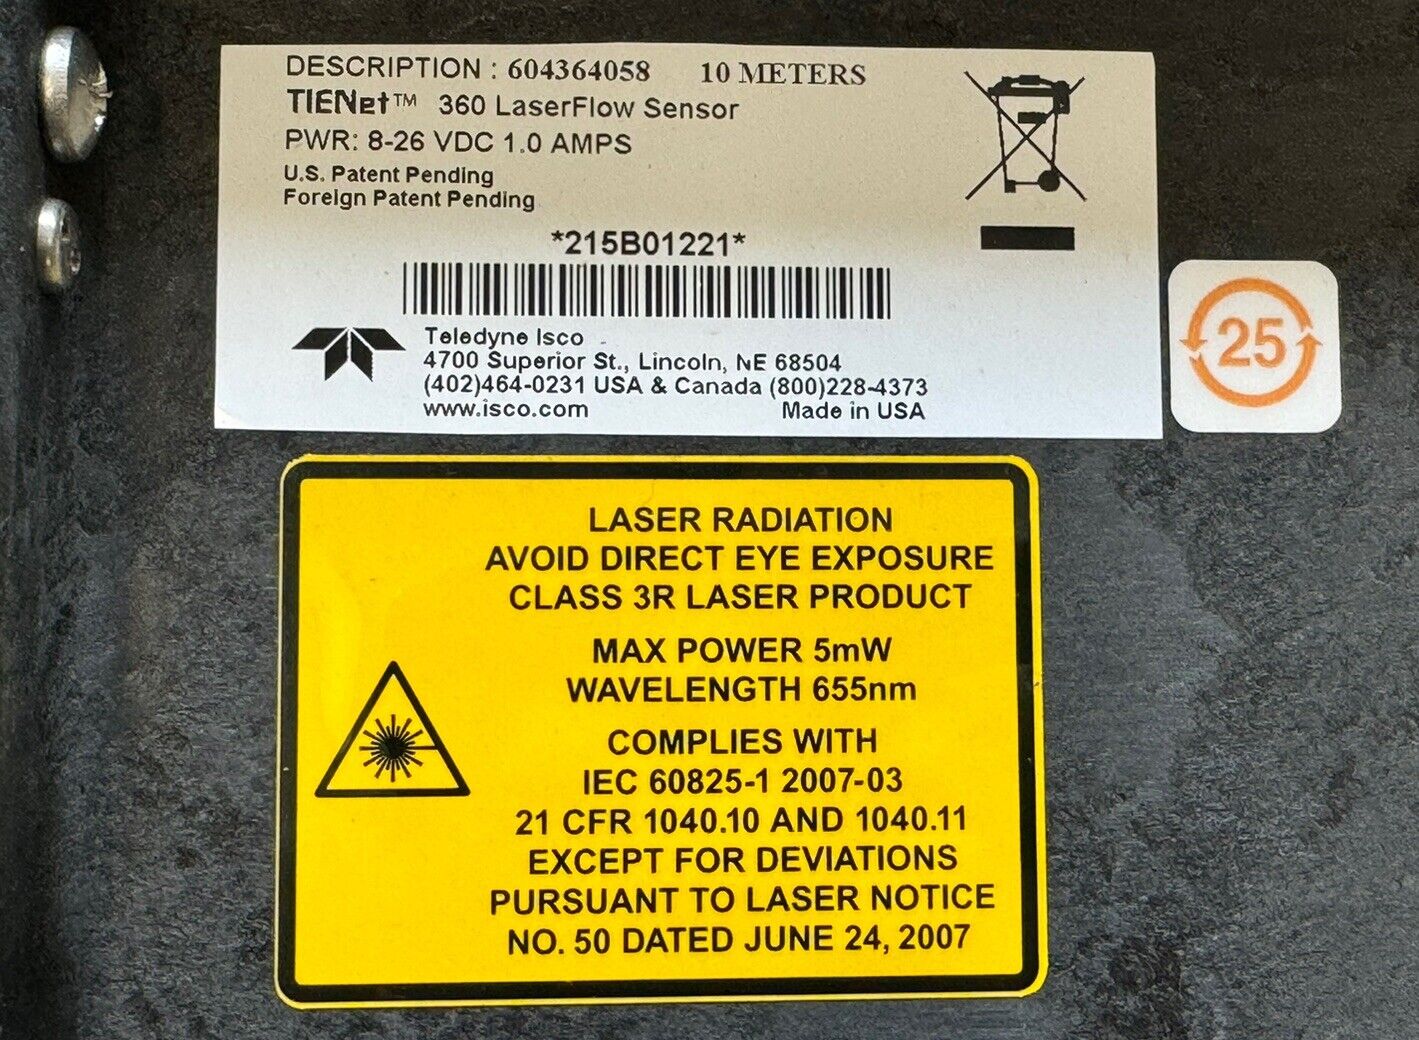 DESCRIPTION : 604364058 10 METERS
TIENet™ 360 LaserFlow Sensor
PWR: 8-26 VDC 1.0 AMPS
U.S. Patent Pending
Foreign Patent Pending
*215B01221*
Teledyne Isco
4700 Superior St., Lincoln, NE 68504
(402)464-0231 USA & Canada (800)228-4373
www.isco.com Made in USA
25
LASER RADIATION
AVOID DIRECT EYE EXPOSURE
CLASS 3R LASER PRODUCT
MAX POWER 5mW
WAVELENGTH 655nm
COMPLIES WITH
IEC 60825-1 2007-03
21 CFR 1040.10 AND 1040.11
EXCEPT FOR DEVIATIONS
PURSUANT TO LASER NOTICE
NO. 50 DATED JUNE 24, 2007